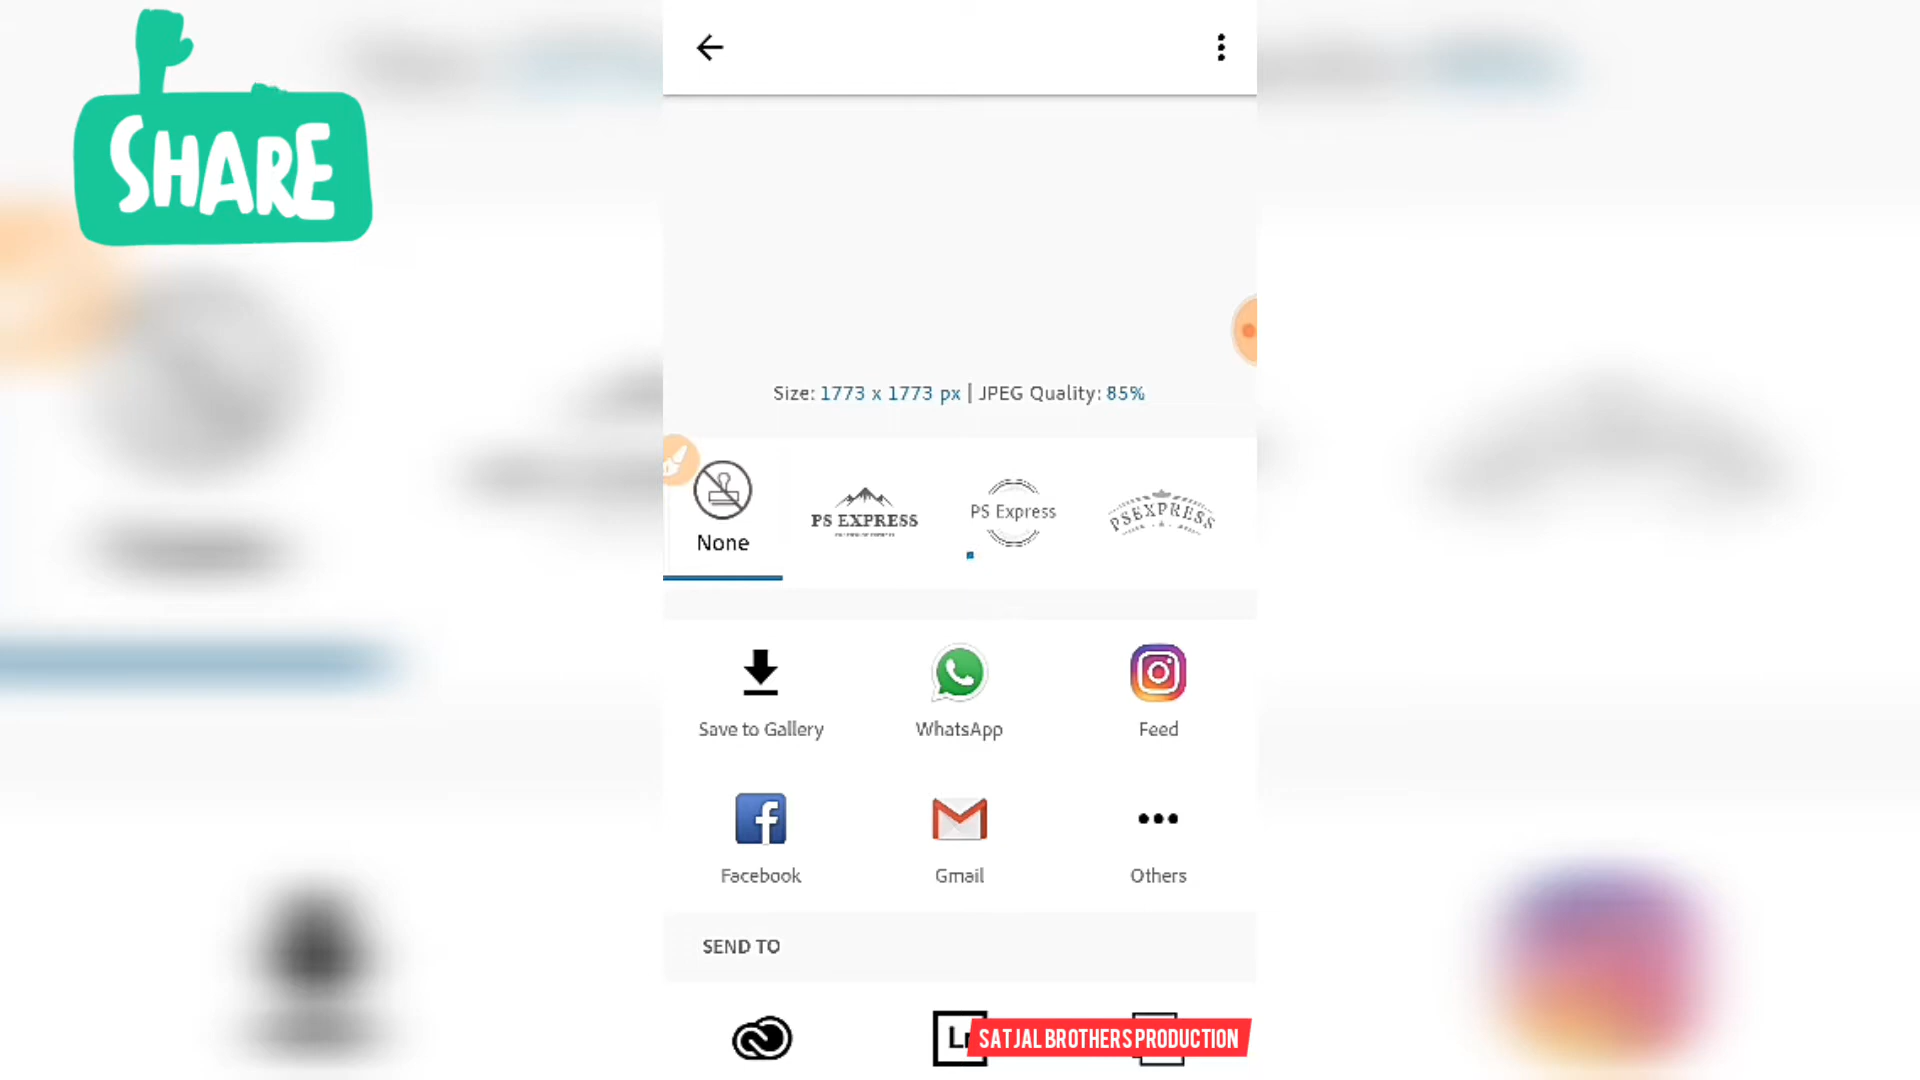 SHARE
Size: 1773 x 1773 px | JPEG Quality: 85%
None
PS EXPRESS
PS Express
PSEXPRESS
Save to Gallery
WhatsApp
Feed
Facebook
Gmail
Others
SEND TO
SATJAL BROTHERS PRODUCTION